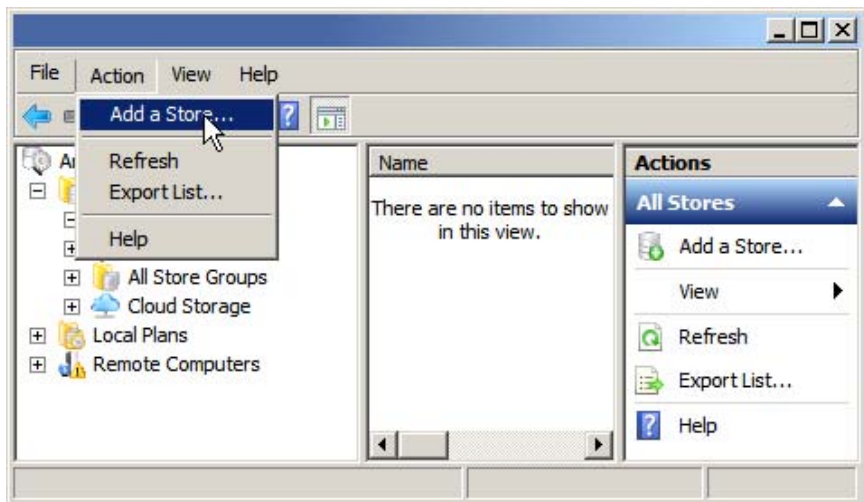 File Action View Help
Add a Store...
Refresh
Export List...
Help
All Store Groups
Cloud Storage
Local Plans
Remote Computers
Name
There are no items to show
in this view.
Actions
All Stores
Add a Store...
View
Refresh
Export List...
Help